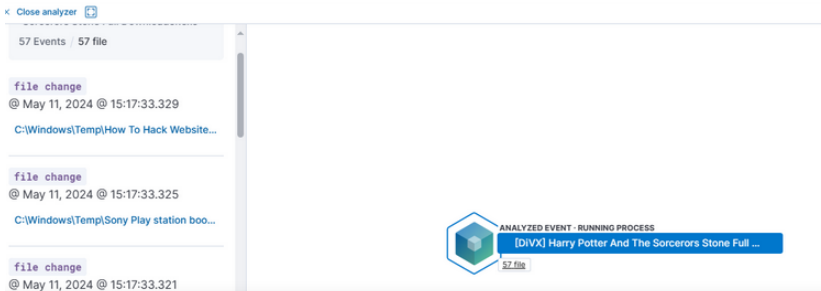 × Close analyzer
57 Events / 57 file
file change
@ May 11, 2024 @ 15:17:33.329
C:\Windows\Temp\How To Hack Website...
file change
@ May 11, 2024 @ 15:17:33.325
C:\Windows\Temp\Sony Play station boo...
file change
@ May 11, 2024 @ 15:17:33.321
ANALYZED EVENT · RUNNING PROCESS
[DiVX] Harry Potter And The Sorcerors Stone Full ...
57 file